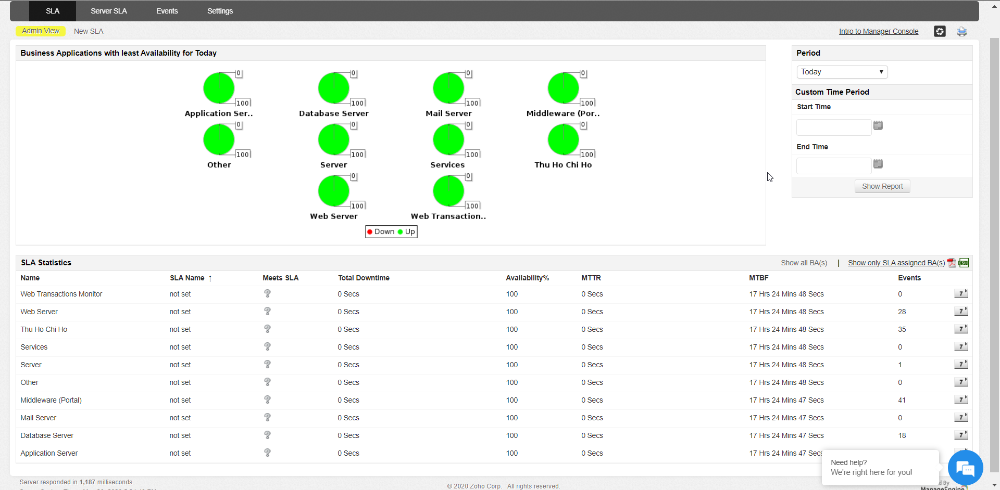 SLA Server SLA Events Settings
Admin View New SLA Intro to Manager Console
Business Applications with least Availability for Today
0 0 0 0
100 100 100 100
Application Ser.. Database Server Mail Server Middleware (Por..
0 0 0 0
100 100 100 100
Other Server Services Thu Ho Chi Ho
0 0
100 100
Web Server Web Transaction..
Down Up
Period
Today
Custom Time Period
Start Time
End Time
Show Report
SLA Statistics Show all BA(s) | Show only SLA assigned BA(s) CSV
Name SLA Name ↑ Meets SLA Total Downtime Availability% MTTR MTBF Events
Web Transactions Monitor not set ? 0 Secs 100 0 Secs 17 Hrs 24 Mins 48 Secs 0 7
Web Server not set ? 0 Secs 100 0 Secs 17 Hrs 24 Mins 48 Secs 28 7
Thu Ho Chi Ho not set ? 0 Secs 100 0 Secs 17 Hrs 24 Mins 48 Secs 35 7
Services not set ? 0 Secs 100 0 Secs 17 Hrs 24 Mins 48 Secs 0 7
Server not set ? 0 Secs 100 0 Secs 17 Hrs 24 Mins 48 Secs 1 7
Other not set ? 0 Secs 100 0 Secs 17 Hrs 24 Mins 48 Secs 0 7
Middleware (Portal) not set ? 0 Secs 100 0 Secs 17 Hrs 24 Mins 47 Secs 41 7
Mail Server not set ? 0 Secs 100 0 Secs 17 Hrs 24 Mins 47 Secs 0 7
Database Server not set ? 0 Secs 100 0 Secs 17 Hrs 24 Mins 47 Secs 18 7
Application Server not set ? 0 Secs 100 0 Secs 17 Hrs 24 Mins 47 Secs
Need help?
We're right here for you!
Server responded in 1,187 milliseconds
© 2020 Zoho Corp. All rights reserved.
By
ManageEngine